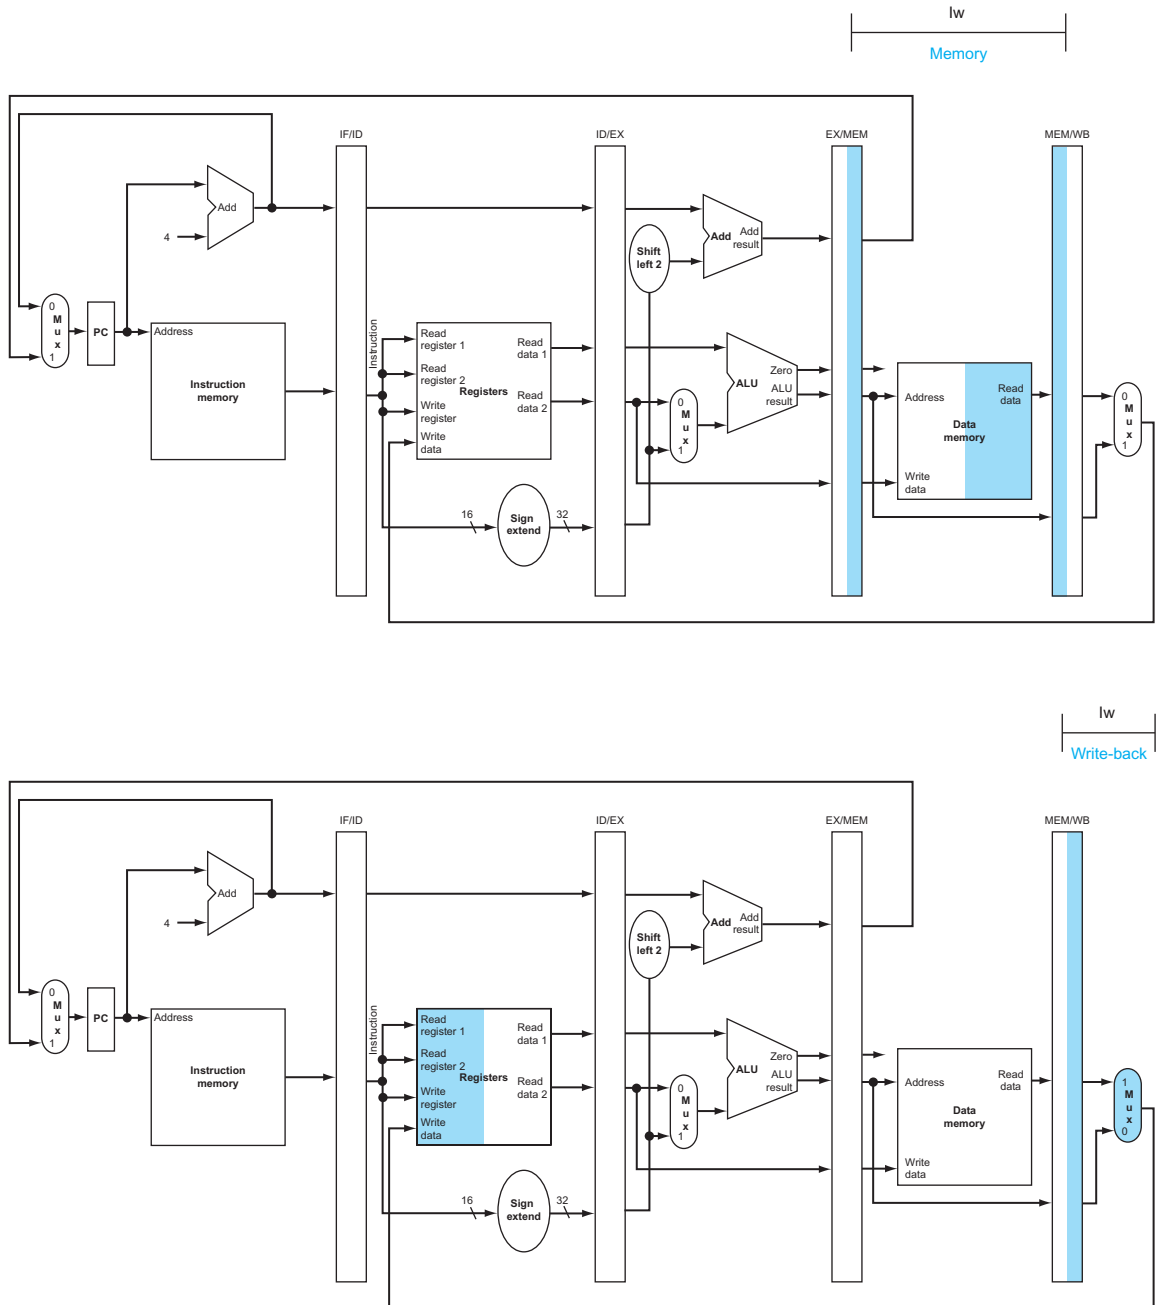 lw
Memory
IF/ID
ID/EX
EX/MEM
MEM/WB
Add
4
Shift
left 2
Add
Add
result
0
M
u
x
1
PC
Address
Instruction
memory
Instruction
Read
register 1
Read
register 2
Write
register
Write
data
Registers
Read
data 1
Read
data 2
0
M
u
x
1
ALU
Zero
ALU
result
Address
Write
data
Data
memory
Read
data
0
M
u
x
1
16
Sign
extend
32
lw
Write-back
IF/ID
ID/EX
EX/MEM
MEM/WB
Add
4
Shift
left 2
Add
Add
result
0
M
u
x
1
PC
Address
Instruction
memory
Instruction
Read
register 1
Read
register 2
Write
register
Write
data
Registers
Read
data 1
Read
data 2
0
M
u
x
1
ALU
Zero
ALU
result
Address
Write
data
Data
memory
Read
data
1
M
u
x
0
16
Sign
extend
32